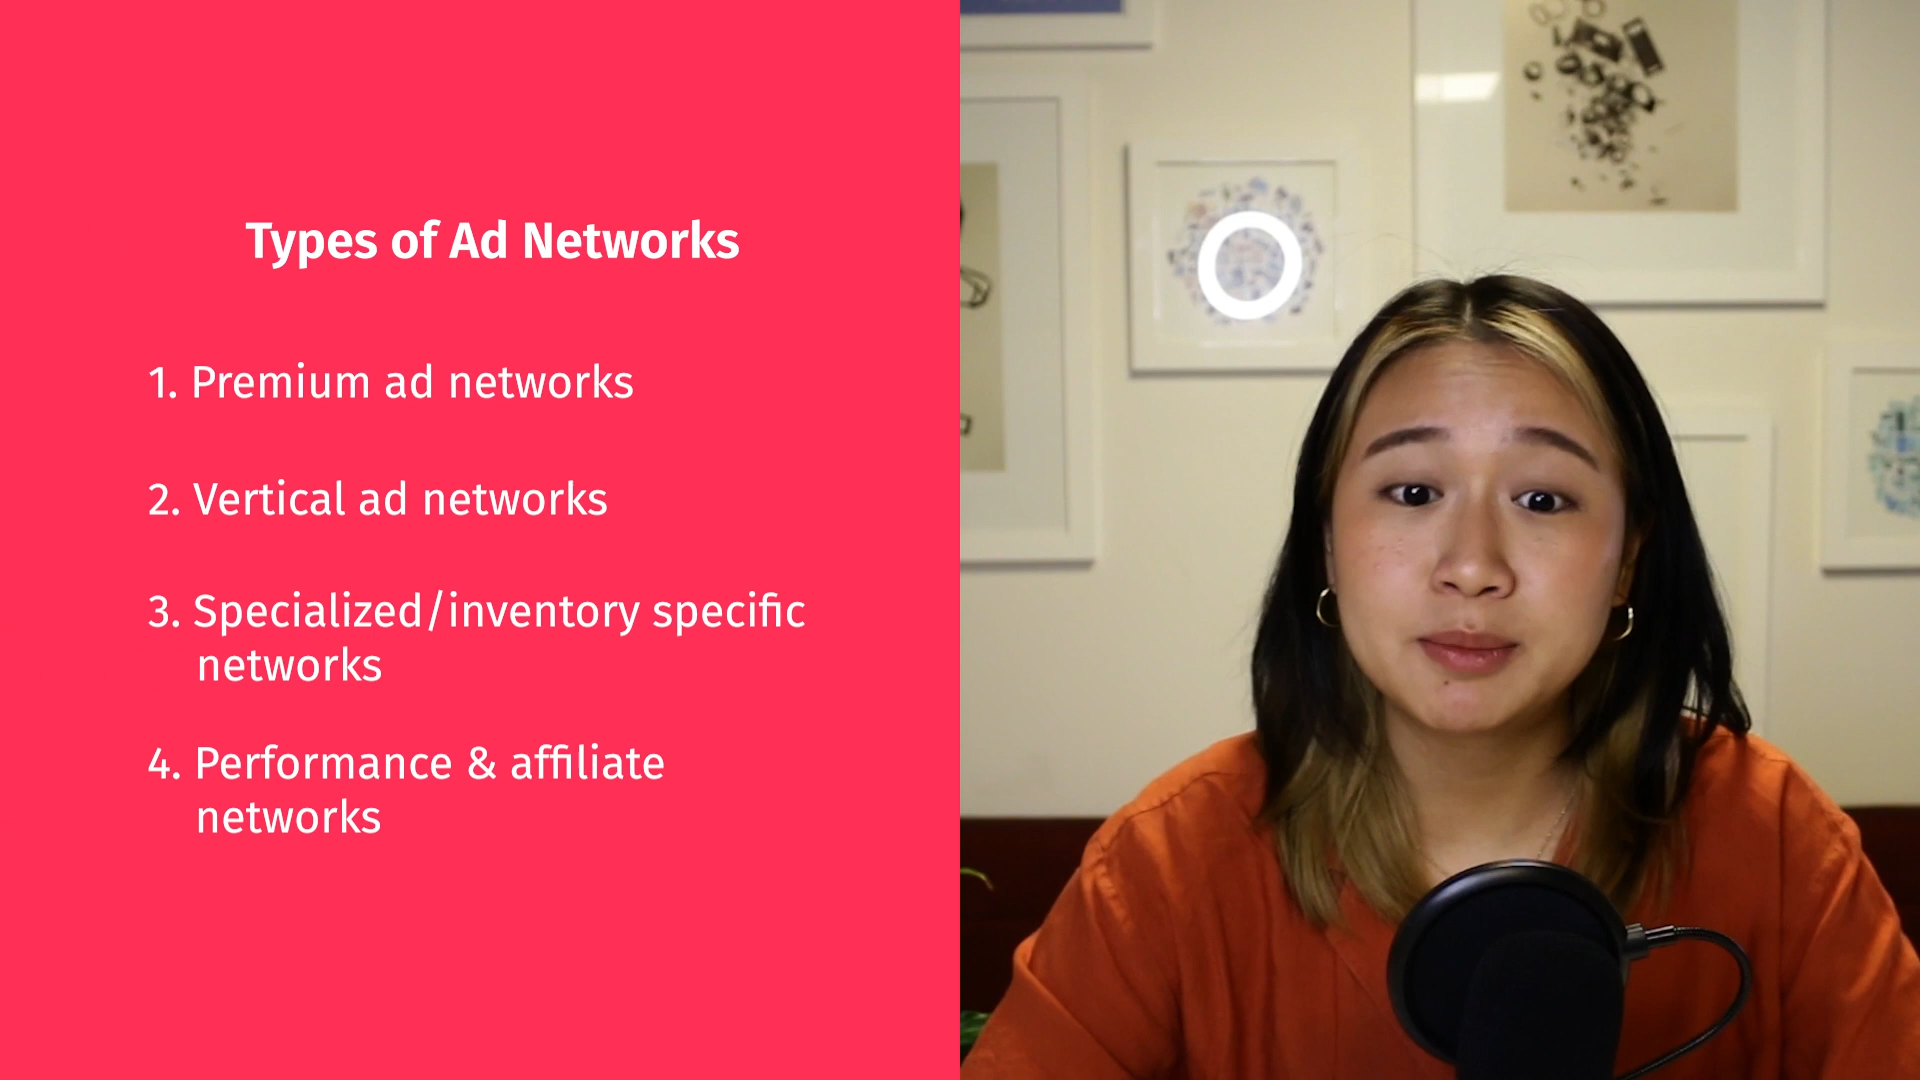 Types of Ad Networks
1. Premium ad networks
2. Vertical ad networks
3. Specialized/inventory specific
networks
4. Performance & affiliate
networks